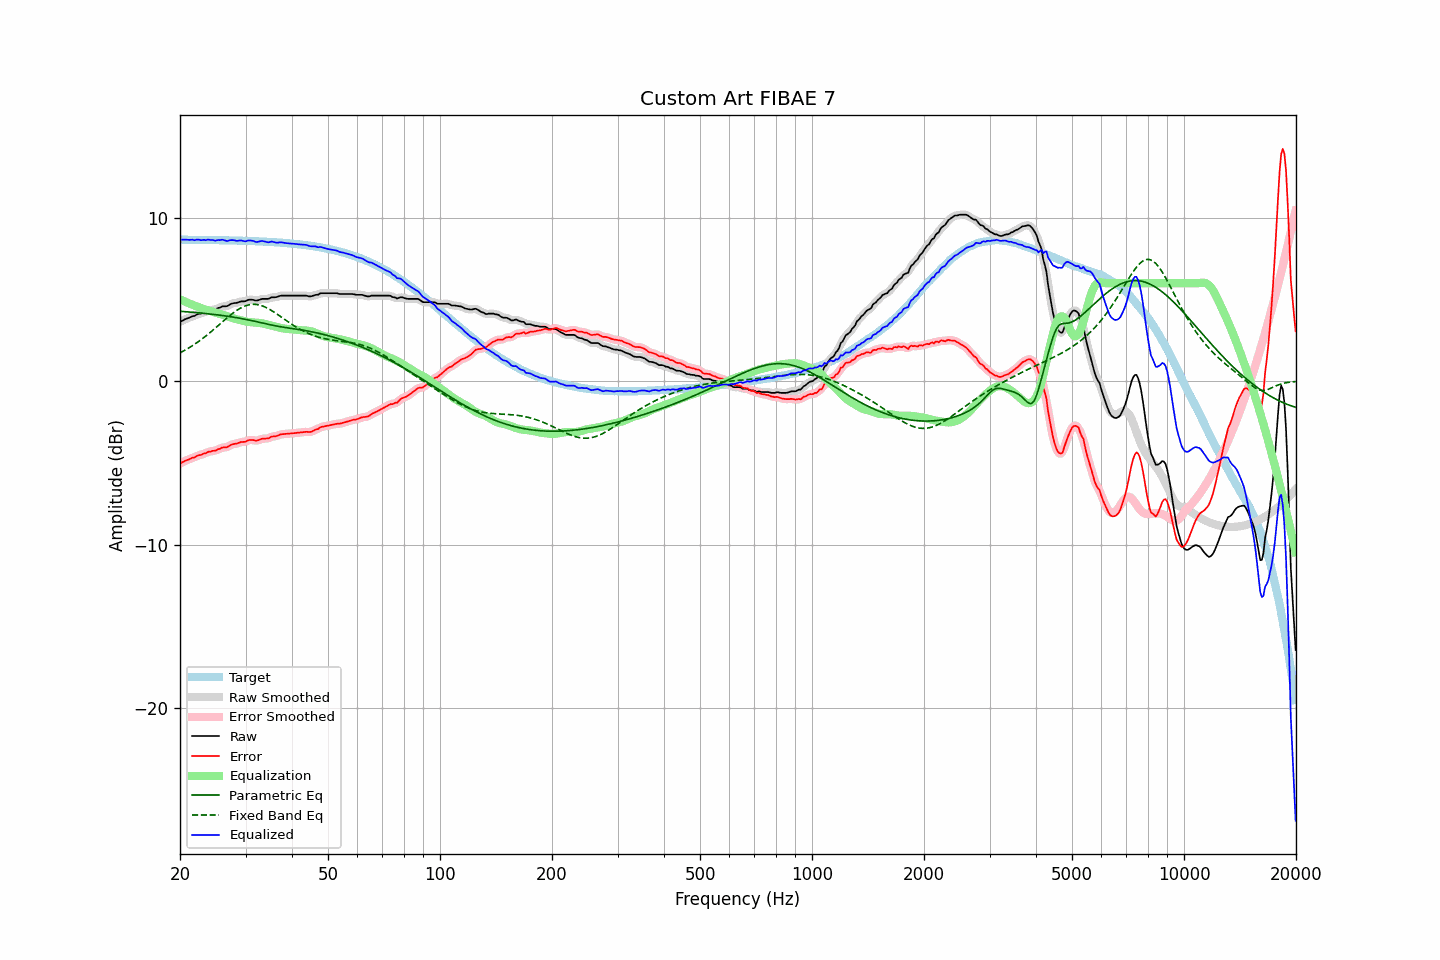 Custom Art FIBAE 7
Amplitude (dBr)
10
0
−10
−20
Target
Raw Smoothed
Error Smoothed
Raw
Error
Equalization
Parametric Eq
Fixed Band Eq
Equalized
20 50 100 200 500 1000 2000 5000 10000 20000
Frequency (Hz)